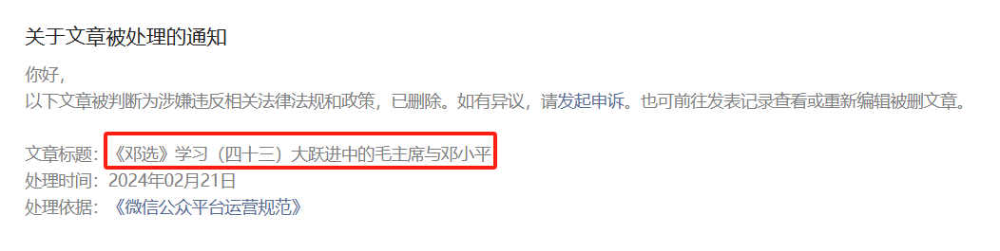 关于文章被处理的通知
你好，
以下文章被判断为涉嫌违反相关法律法规和政策，已删除。如有异议，请发起申诉。也可前往发表记录查看或重新编辑被删文章。
文章标题：《邓选》学习（四十三）大跃进中的毛主席与邓小平
处理时间：2024年02月21日
处理依据：《微信公众平台运营规范》